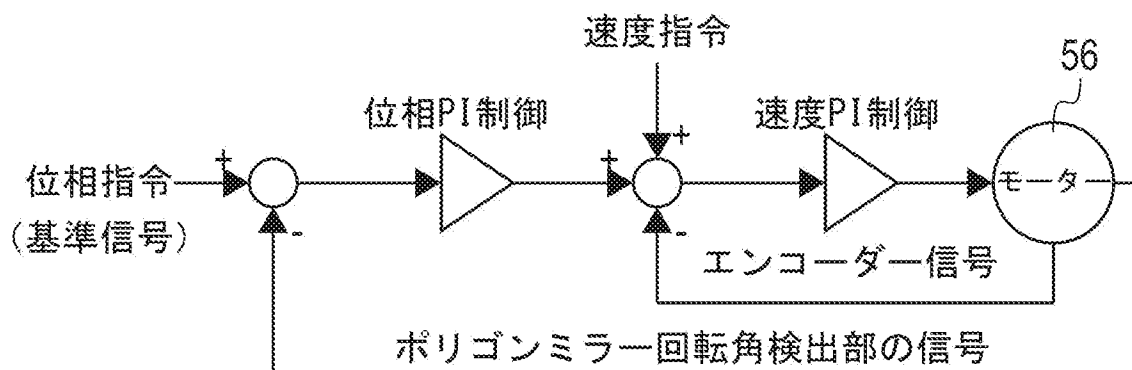 速度指令
56
位相PI制御
速度PI制御
位相指令
(基準信号)
+
-
+
+
-
モーター
エンコーダー信号
ポリゴンミラー回転角検出部の信号